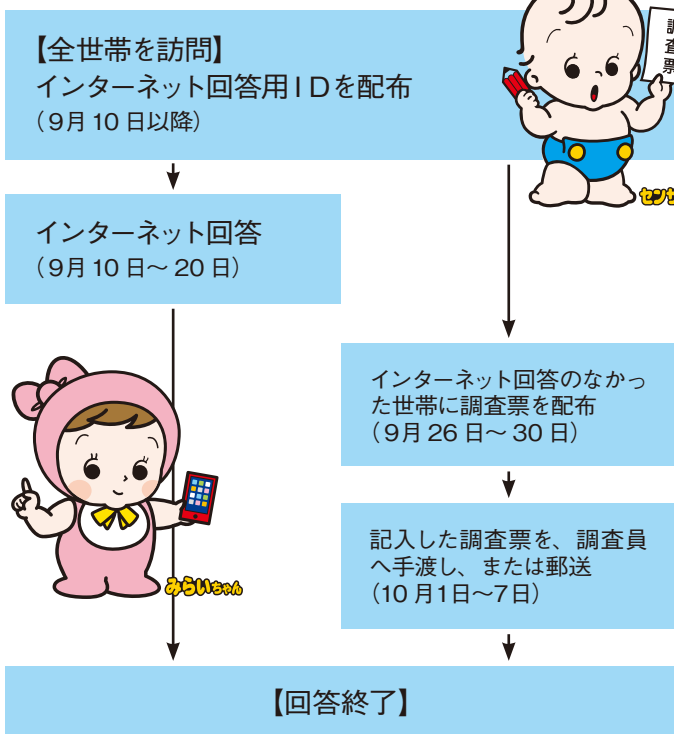 【全世帯を訪問】
インターネット回答用IDを配布
(9月10日以降)
調査票
インターネット回答
(9月10日～20日)
インターネット回答のなかっ
た世帯に調査票を配布
(9月26日～30日)
記入した調査票を、調査員
へ手渡し、または郵送
(10月1日～7日)
みらいちゃん
【回答終了】